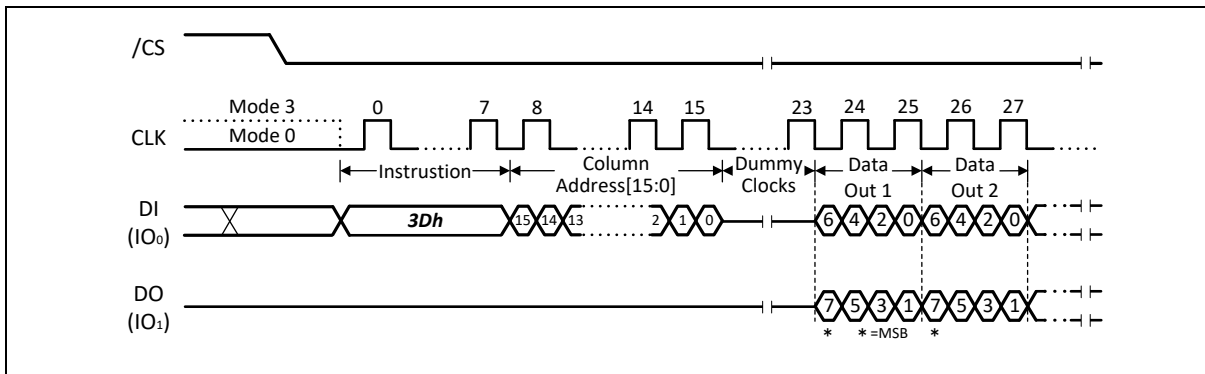 /CS
Mode 3
0 7 8 14 15 23 24 25 26 27
CLK
Mode 0
Instrustion
Column
Address[15:0]
Dummy
Clocks
Data
Out 1
Data
Out 2
DI
(IO0)
3Dh
15 14 13 2 1 0
6 4 2 0 6 4 2 0
DO
(IO1)
7 5 3 1 7 5 3 1
* * =MSB *